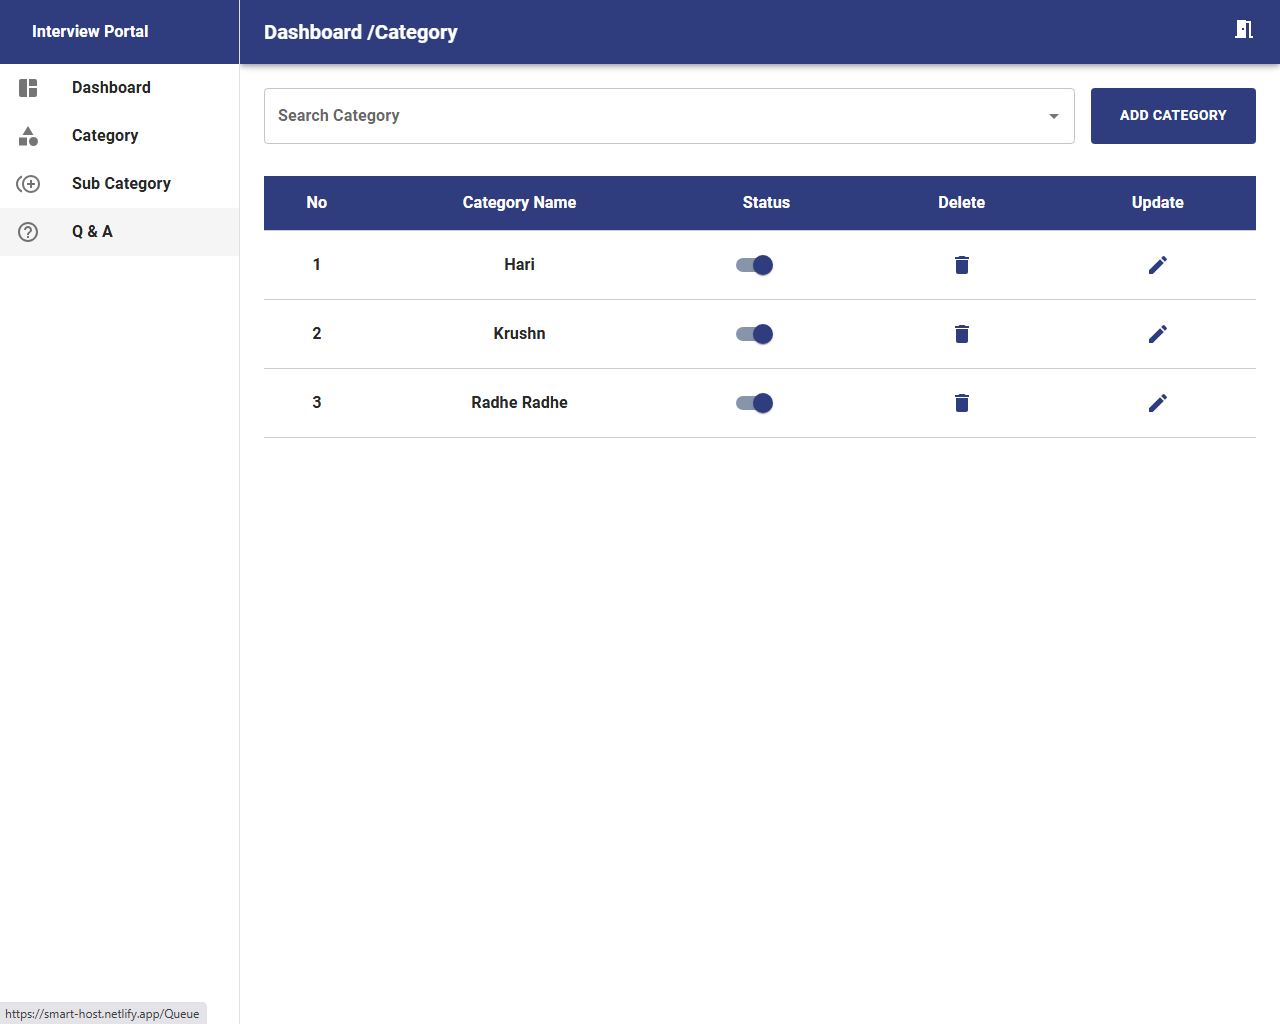 Interview Portal
Dashboard /Category
Dashboard
Category
Sub Category
Q & A
Search Category
ADD CATEGORY
No Category Name Status Delete Update
1 Hari
2 Krushn
3 Radhe Radhe
https://smart-host.netlify.app/Queue